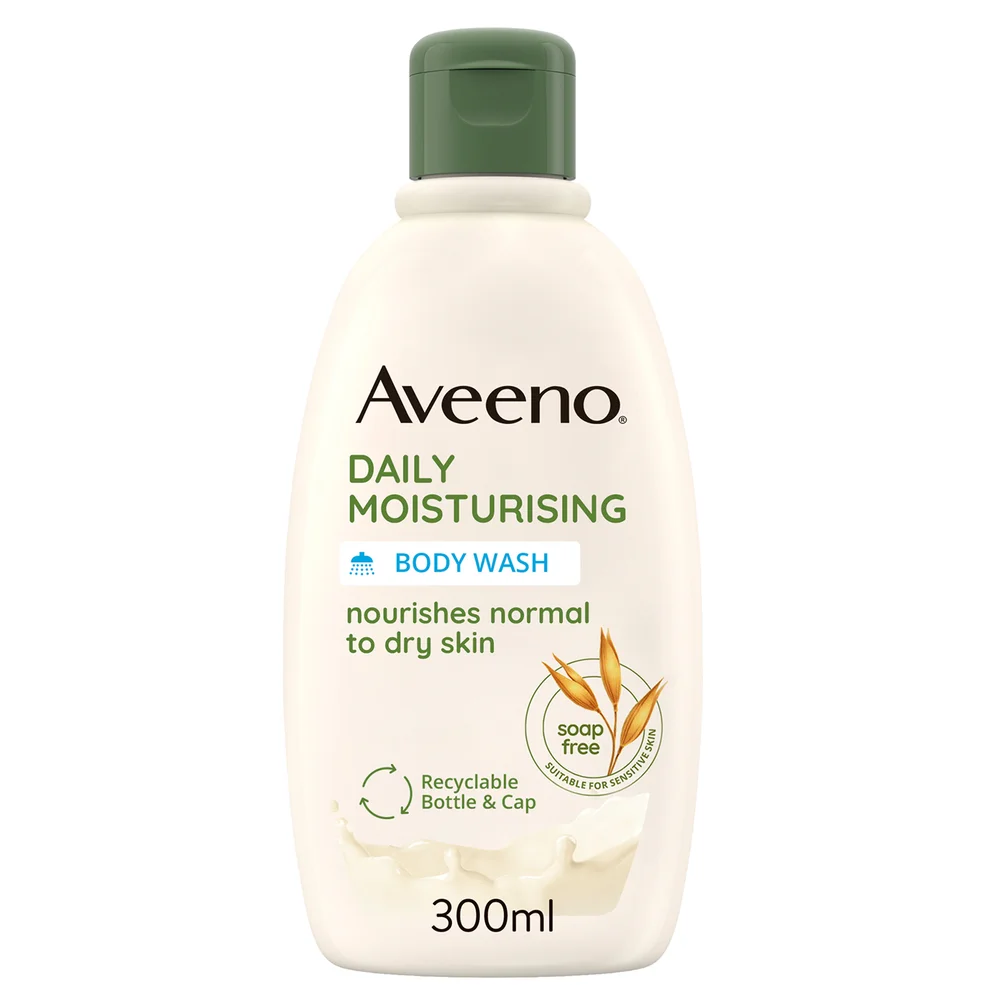 Aveeno®
DAILY
MOISTURISING
BODY WASH
nourishes normal
to dry skin
soap
free
SUITABLE FOR SENSITIVE SKIN
Recyclable
Bottle & Cap
300ml